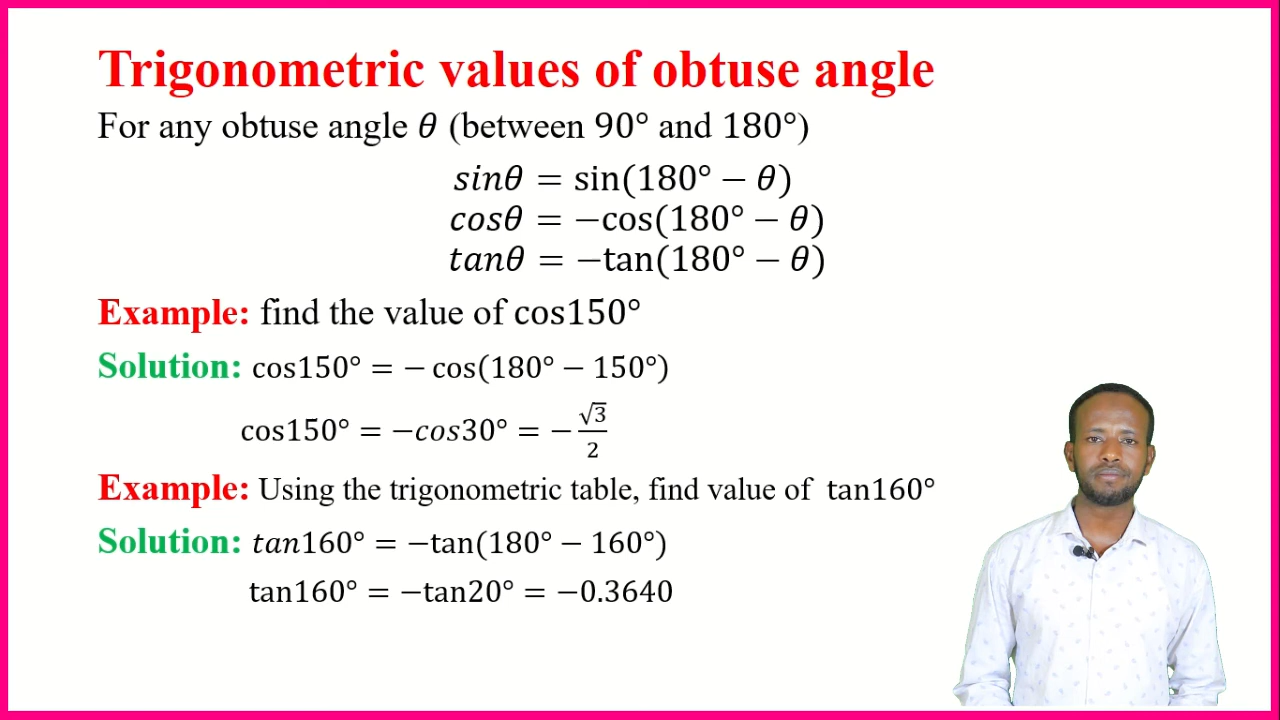 Trigonometric values of obtuse angle
For any obtuse angle θ (between 90° and 180°)
sinθ = sin(180° − θ)
cosθ = −cos(180° − θ)
tanθ = −tan(180° − θ)
Example: find the value of cos150°
Solution: cos150° = − cos(180° − 150°)
cos150° = −cos30° = − √3/2
Example: Using the trigonometric table, find value of tan160°
Solution: tan160° = −tan(180° − 160°)
tan160° = −tan20° = −0.3640